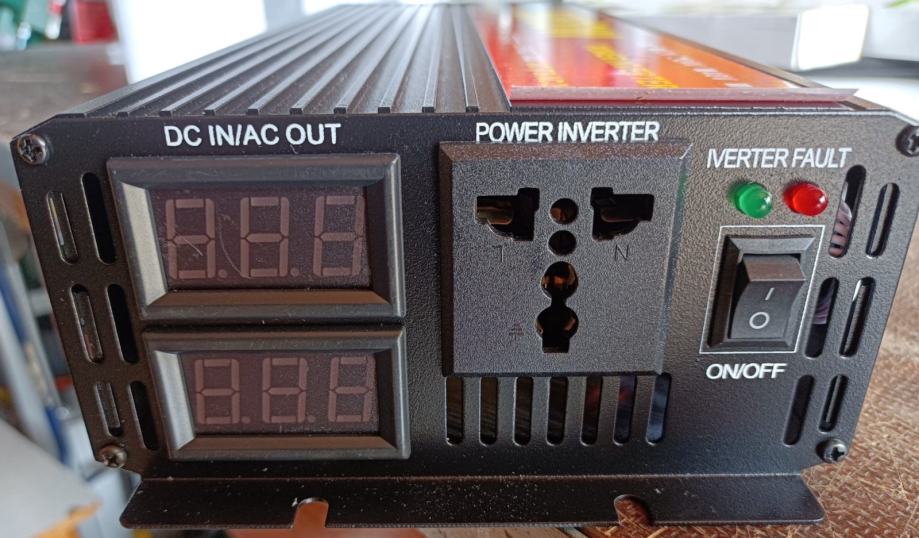 DC IN/AC OUT
POWER INVERTER
IVERTER FAULT
L
N
I
O
ON/OFF